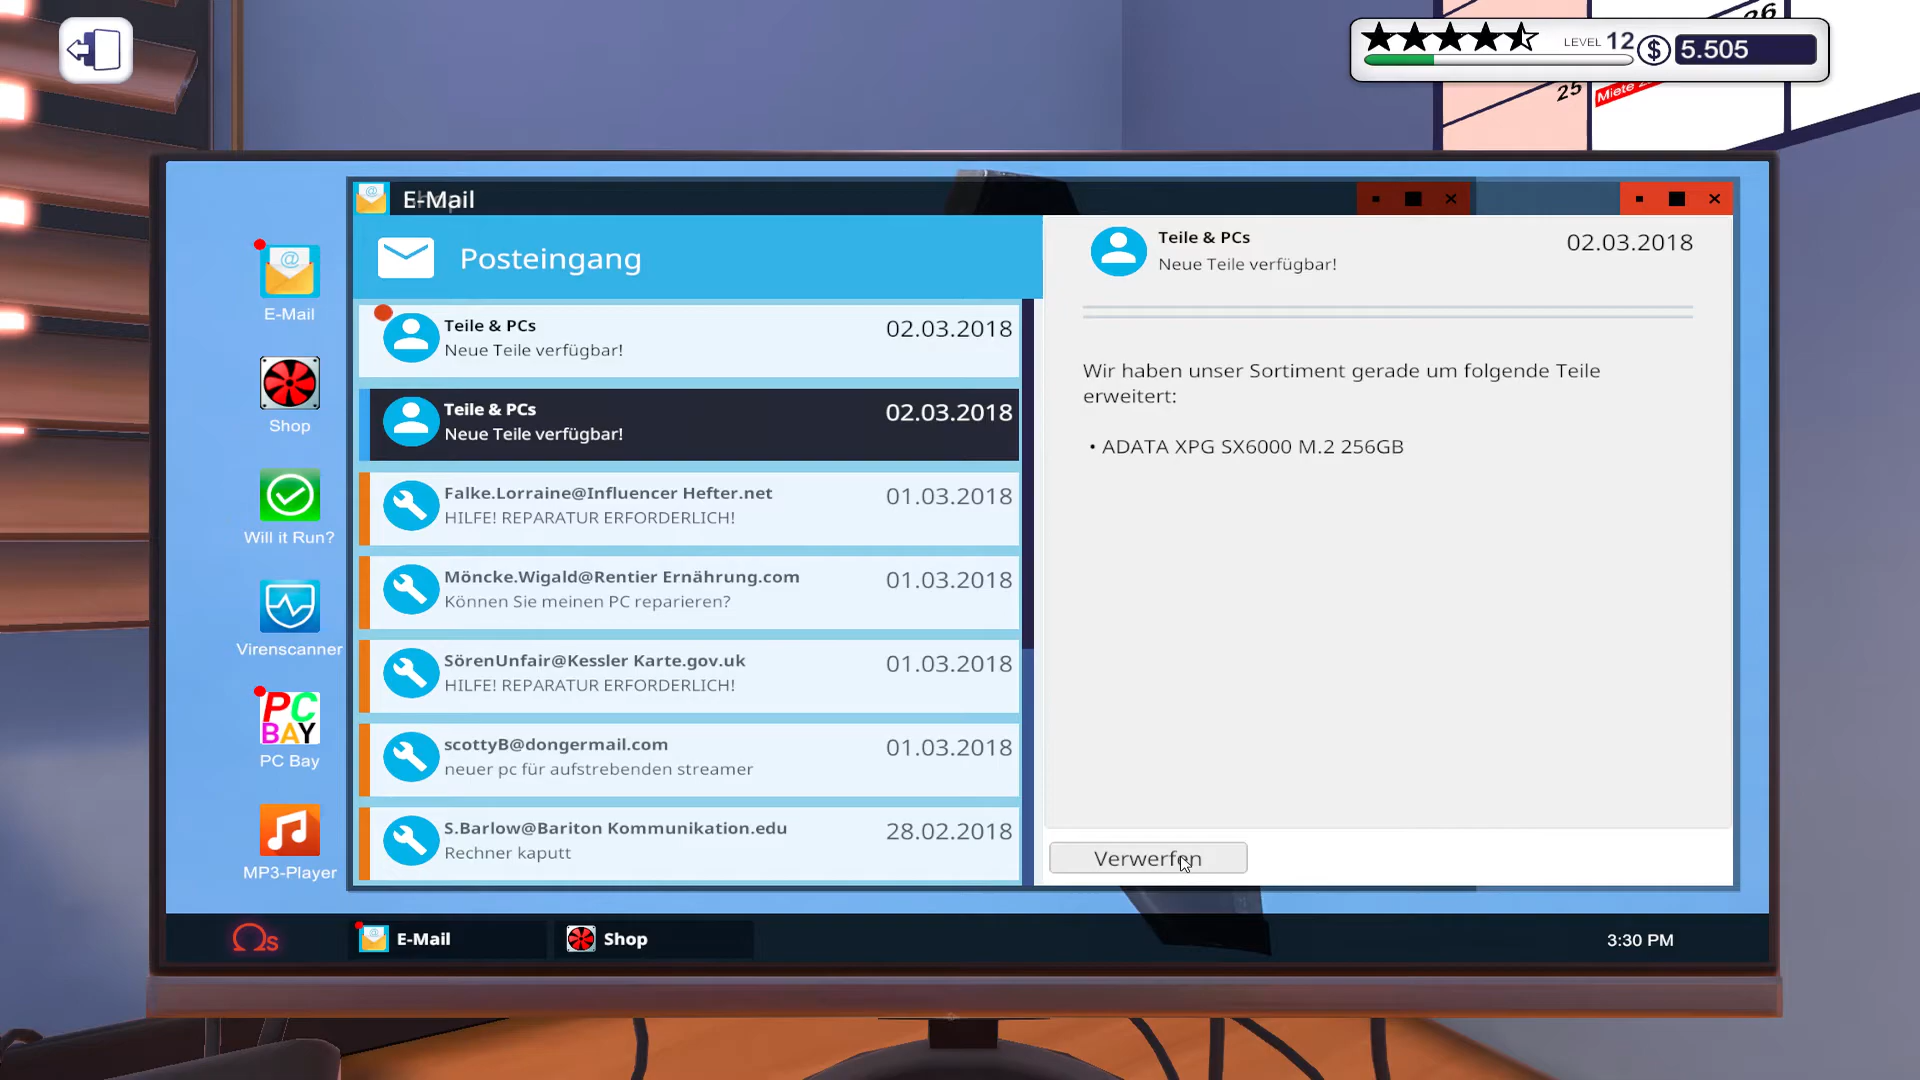 26
LEVEL 12
$ 5.505
25
Miete
E-Mail
Posteingang
Teile & PCs
02.03.2018
Neue Teile verfügbar!
Teile & PCs
02.03.2018
Neue Teile verfügbar!
Falke.Lorraine@Influencer Hefter.net
01.03.2018
HILFE! REPARATUR ERFORDERLICH!
Möncke.Wigald@Rentier Ernährung.com
01.03.2018
Können Sie meinen PC reparieren?
SörenUnfair@Kessler Karte.gov.uk
01.03.2018
HILFE! REPARATUR ERFORDERLICH!
scottyB@dongermail.com
01.03.2018
neuer pc für aufstrebenden streamer
S.Barlow@Bariton Kommunikation.edu
28.02.2018
Rechner kaputt
Teile & PCs
02.03.2018
Neue Teile verfügbar!
Wir haben unser Sortiment gerade um folgende Teile
erweitert:
• ADATA XPG SX6000 M.2 256GB
Verwerfen
E-Mail
Shop
Will it Run?
Virenscanner
PC
BAY
PC Bay
MP3-Player
Ωs
E-Mail
Shop
3:30 PM